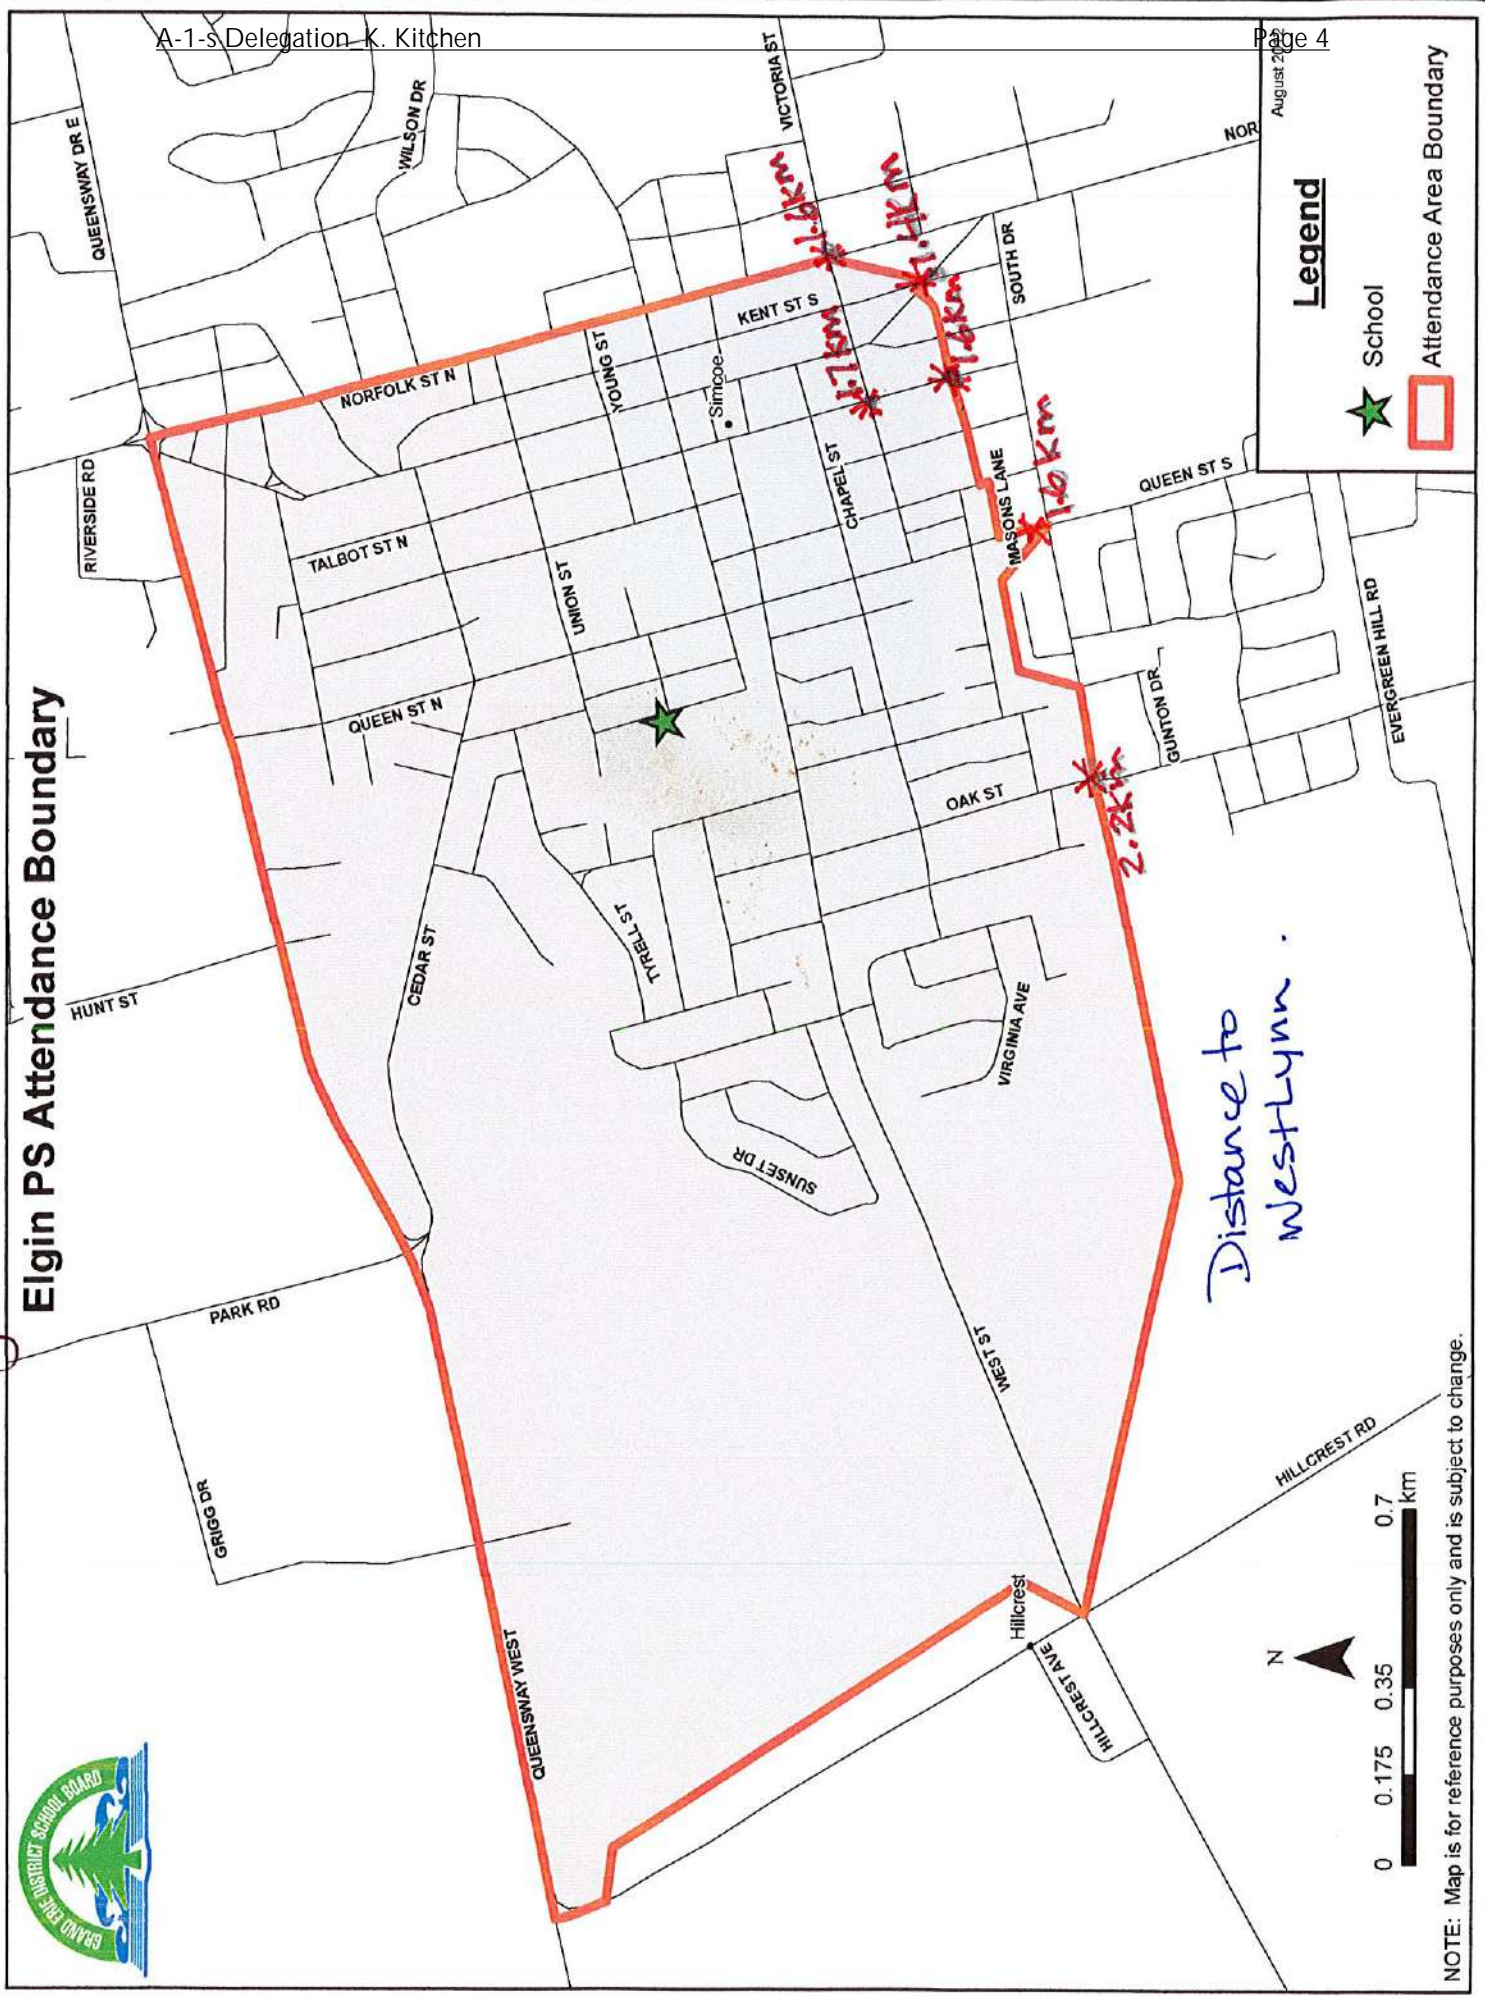 A-1-s Delegation_K. Kitchen
Page 4
Elgin PS Attendance Boundary
GRAND ERIE DISTRICT SCHOOL BOARD
QUEENSWAY DR E
WILSON DR
VICTORIA ST
RIVERSIDE RD
NORFOLK ST N
KENT ST S
YOUNG ST
Simcoe
SOUTH DR
NOR
TALBOT ST N
UNION ST
CHAPEL ST
MASONS LANE
QUEEN ST S
QUEEN ST N
HUNT ST
CEDAR ST
TYRELL ST
OAK ST
GUNTON DR
EVERGREEN HILL RD
VIRGINIA AVE
SUNSET DR
PARK RD
GRIGG DR
WEST ST
HILLCREST RD
QUEENSWAY WEST
Hillcrest
HILLCREST AVE
1.6km
1.4km
1.7km
1.6km
1.6km
2.2km
Distance to
West Lynn.
August
Legend
School
Attendance Area Boundary
N
0 0.175 0.35 0.7
km
NOTE: Map is for reference purposes only and is subject to change.